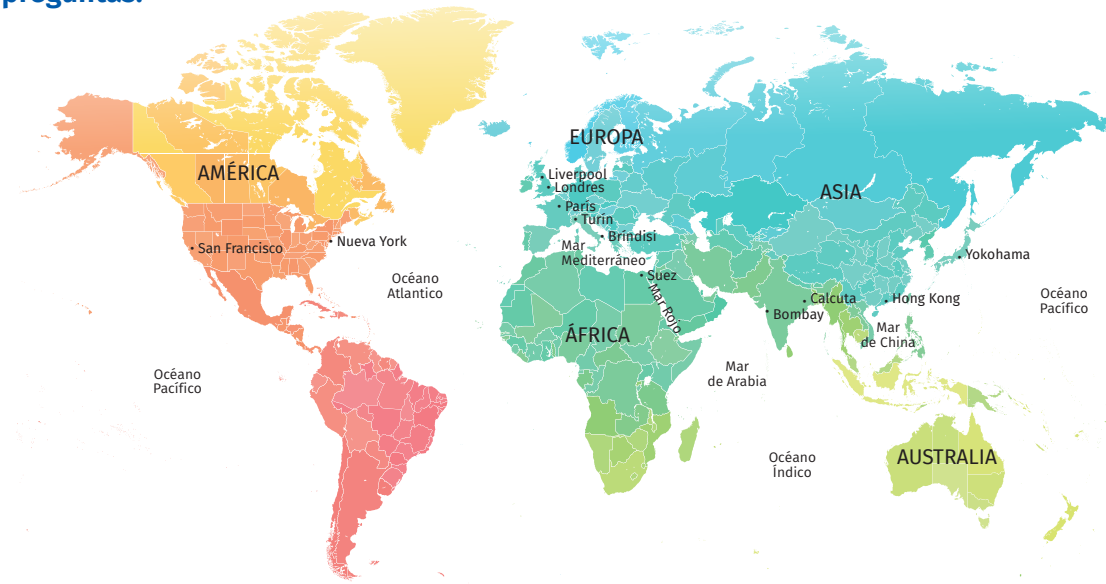 preguntas.
EUROPA
AMÉRICA
Liverpool
Londres
ASIA
París
Turín
San Francisco
Nueva York
Bríndisi
Mar
Mediterráneo
Yokohama
Océano
Atlantico
Suez
Mar Rojo
Calcuta
Hong Kong
Bombay
Océano
Pacífico
ÁFRICA
Mar
de China
Océano
Pacífico
Mar
de Arabia
AUSTRALIA
Océano
Índico